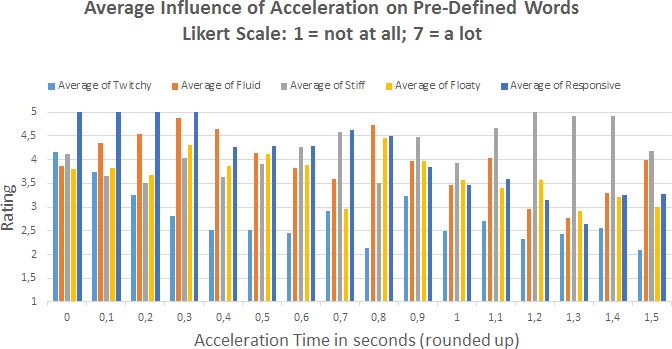 Average Influence of Acceleration on Pre-Defined Words
Likert Scale: 1 = not at all; 7 = a lot
Average of Twitchy Average of Fluid Average of Stiff Average of Floaty Average of Responsive
5
4,5
4
3,5
3
2,5
2
1,5
1
Rating
0 0,1 0,2 0,3 0,4 0,5 0,6 0,7 0,8 0,9 1 1,1 1,2 1,3 1,4 1,5
Acceleration Time in seconds (rounded up)